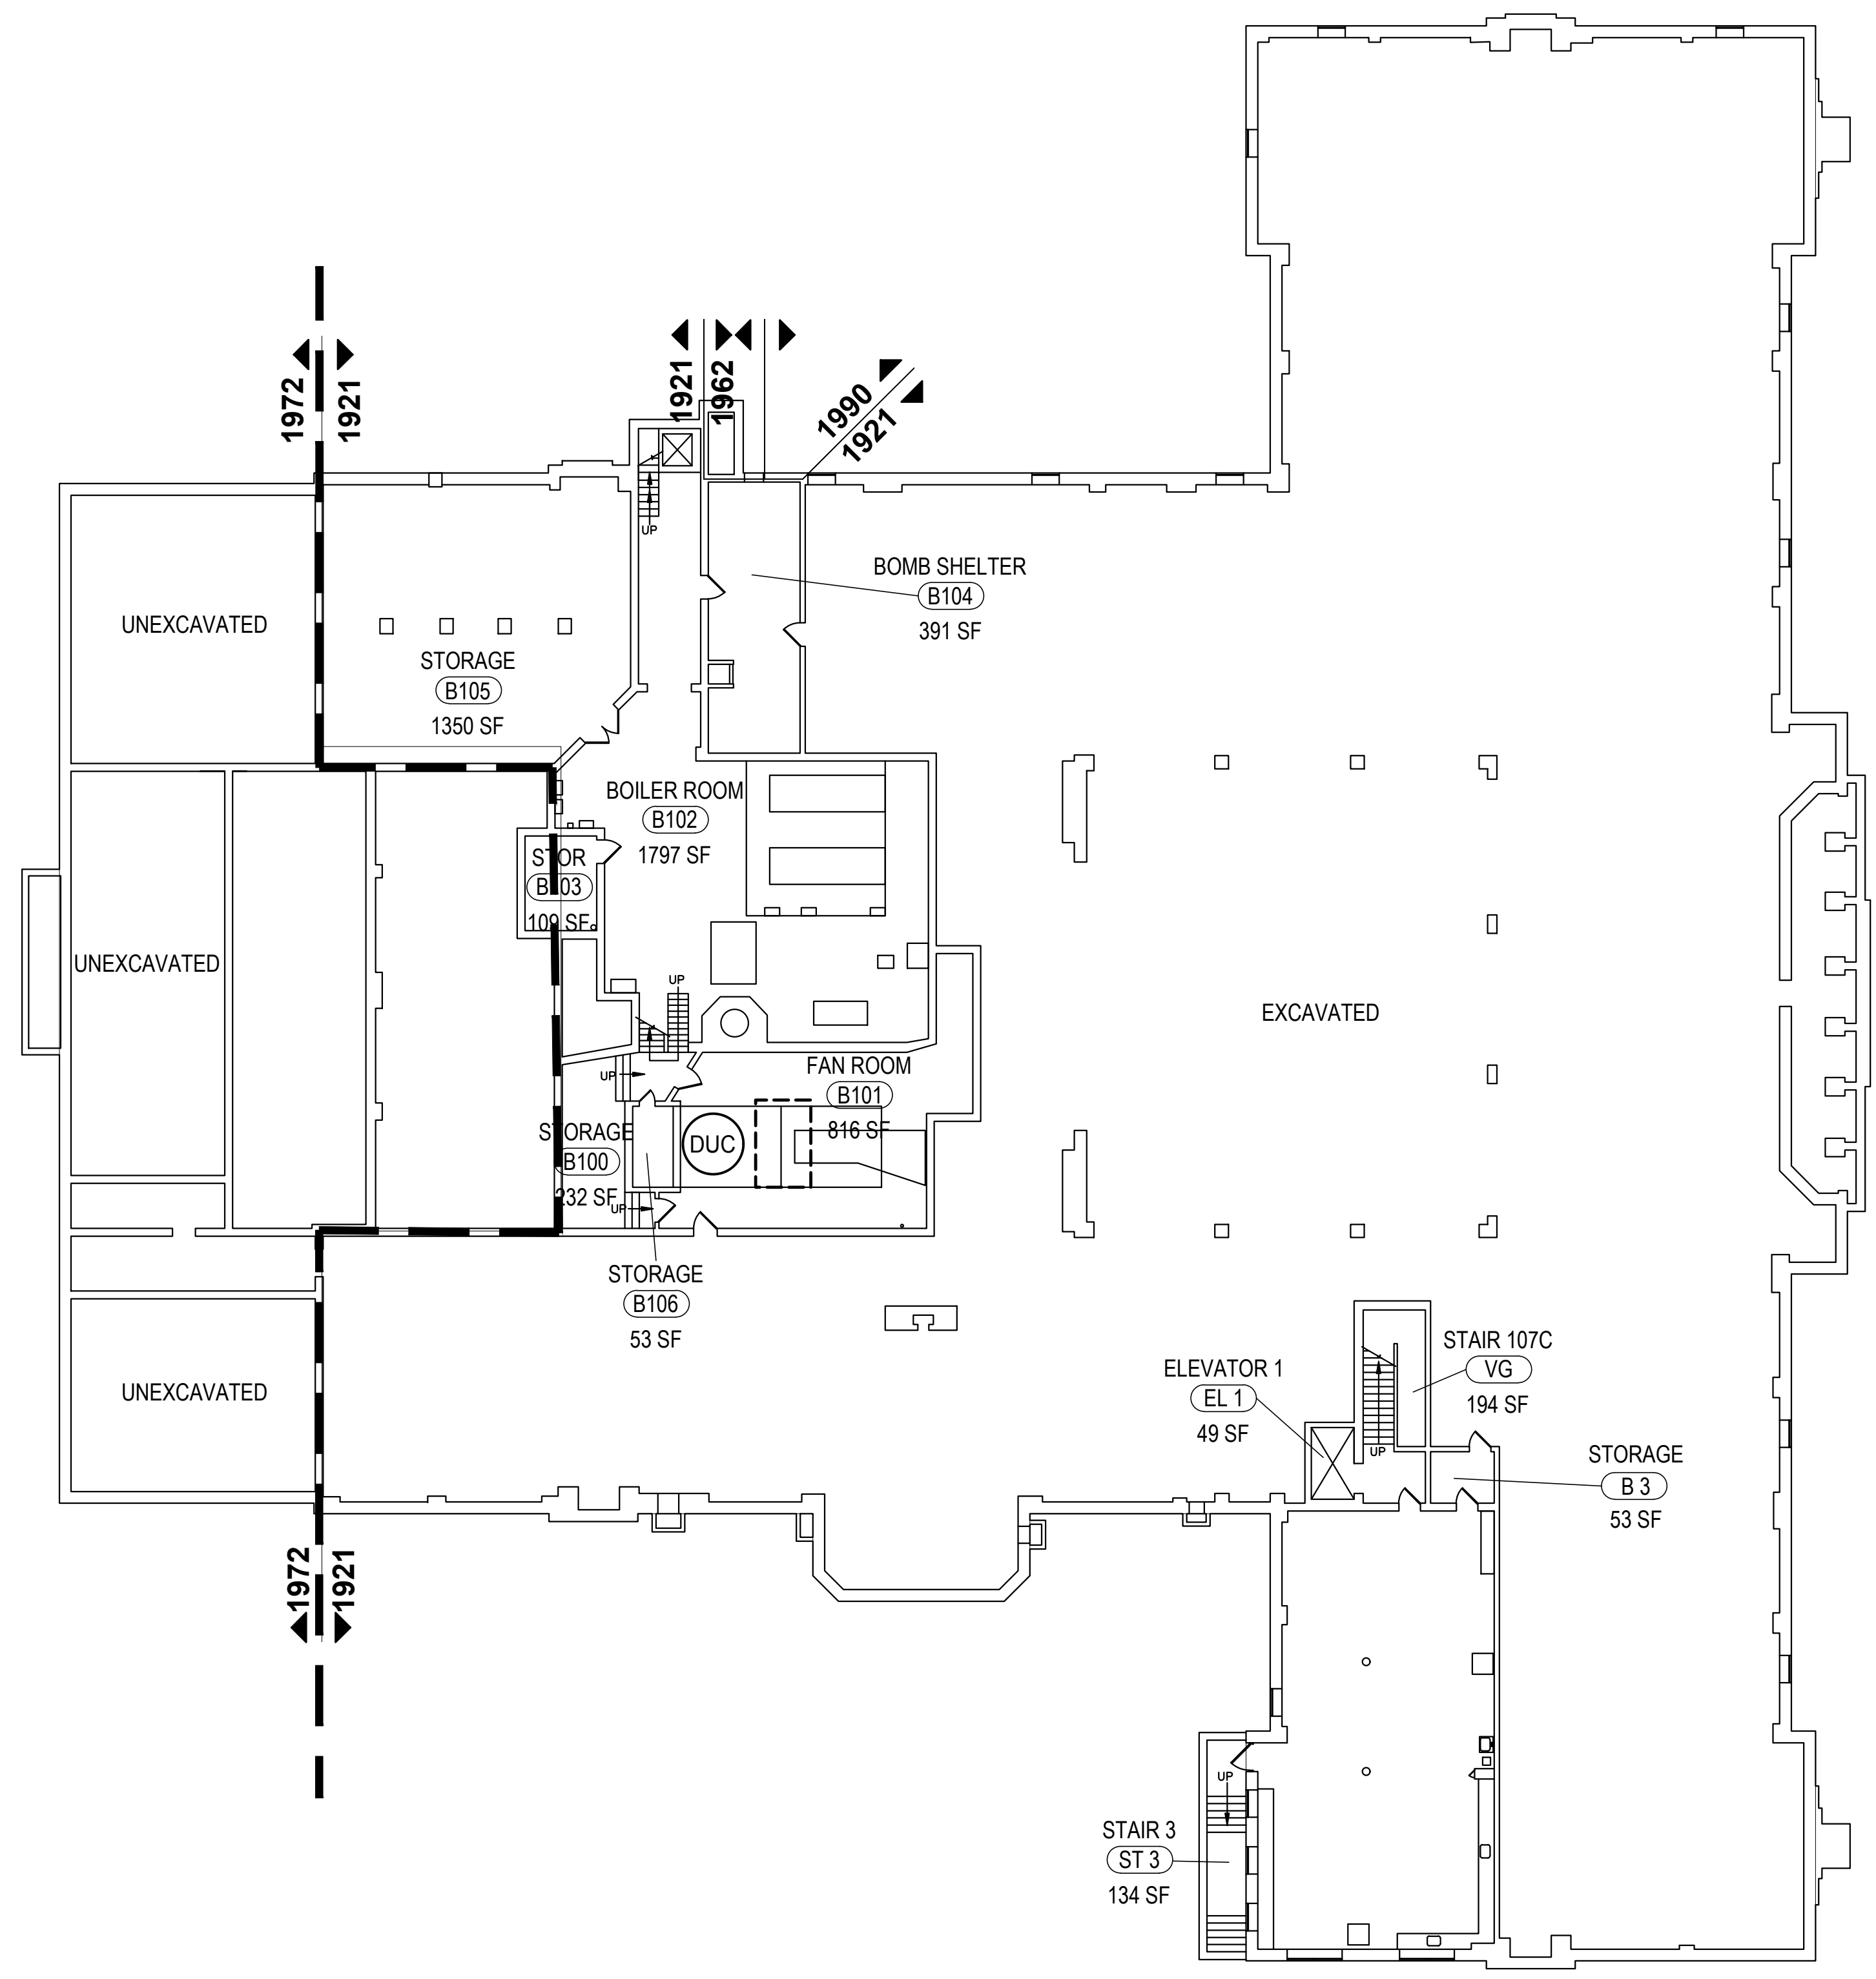 1972
1921
1921
1962
1990
1921
BOMB SHELTER
B104
391 SF
UP
UNEXCAVATED
STORAGE
B105
1350 SF
BOILER ROOM
B102
1797 SF
STOR
B103
109 SF
UNEXCAVATED
UP
EXCAVATED
FAN ROOM
B101
816 SF
UP
STORAGE
B100
232 SF
DUC
UP
STORAGE
B106
53 SF
UNEXCAVATED
ELEVATOR 1
EL 1
49 SF
STAIR 107C
VG
194 SF
UP
STORAGE
B 3
53 SF
1972
1921
UP
STAIR 3
ST 3
134 SF